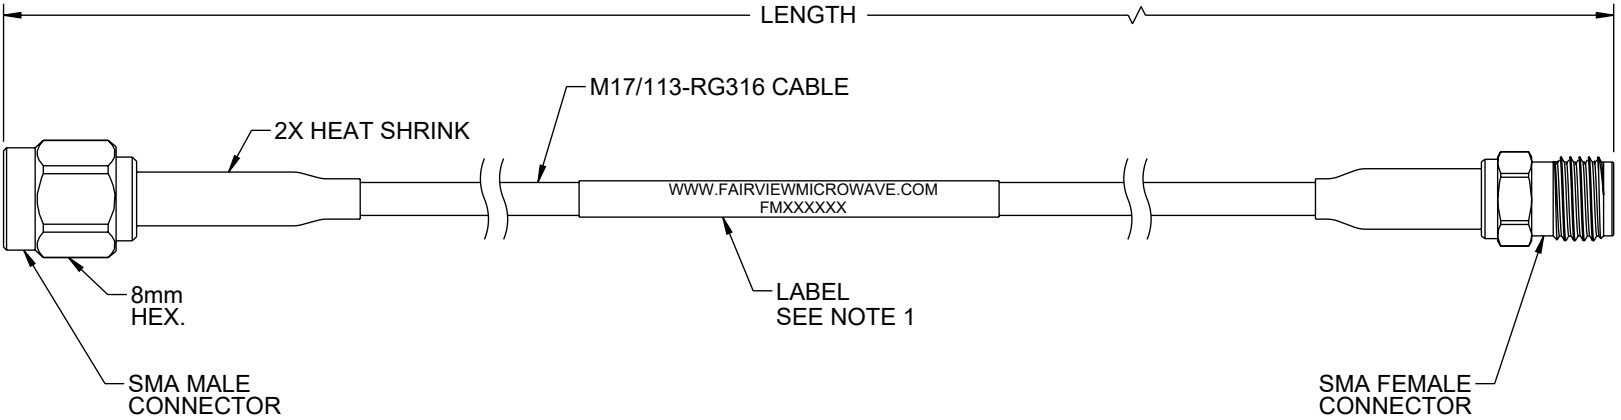 LENGTH
M17/113-RG316 CABLE
2X HEAT SHRINK
WWW.FAIRVIEWMICROWAVE.COM
FMXXXXXX
8mm
HEX.
LABEL
SEE NOTE 1
SMA MALE
CONNECTOR
SMA FEMALE
CONNECTOR